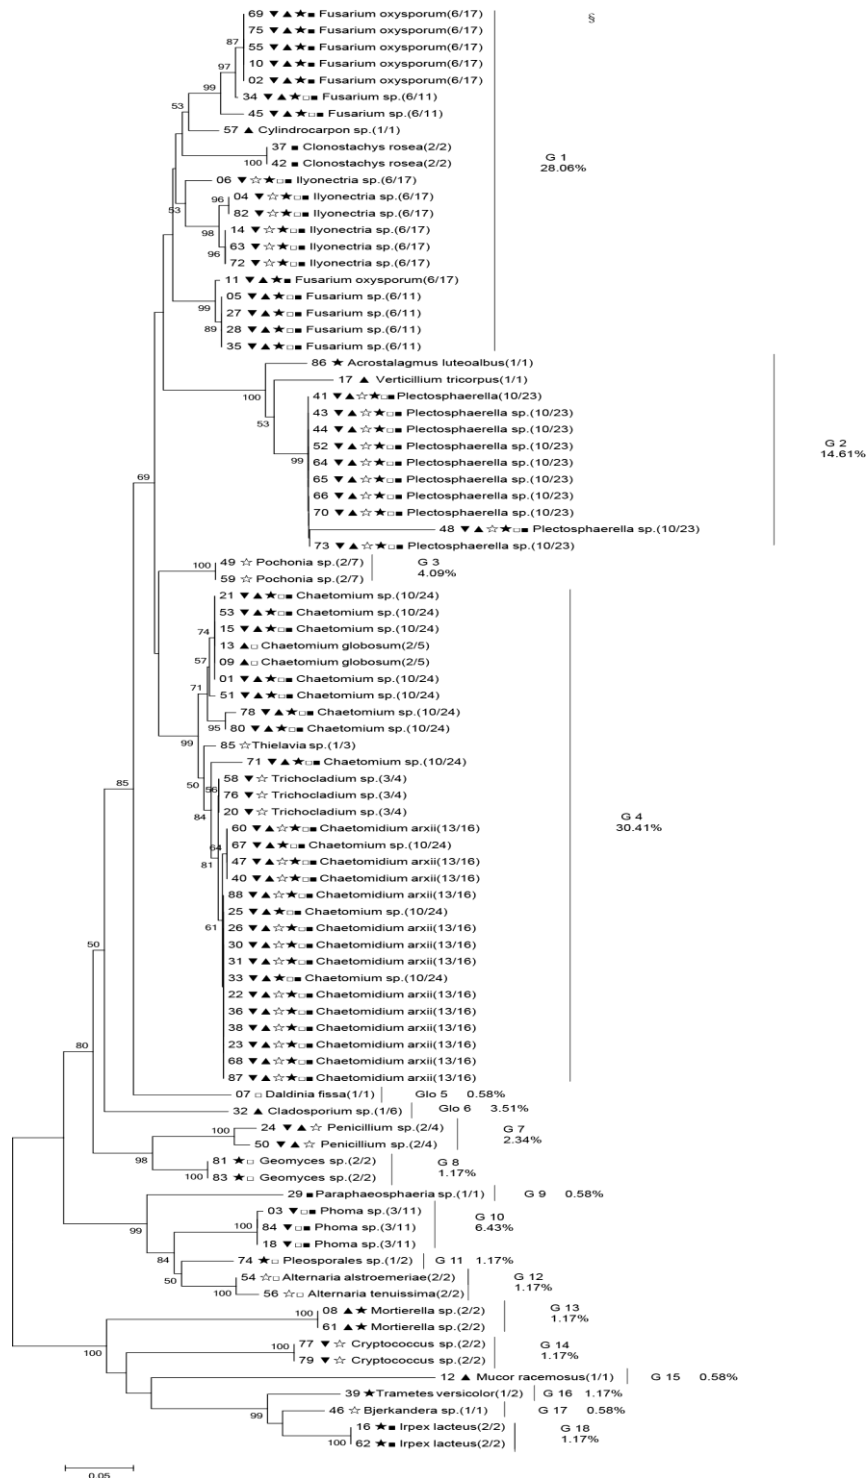 69 ▼▲★□■ Fusarium oxysporum(6/17)
§
75 ▼▲★□■ Fusarium oxysporum(6/17)
87
55 ▼▲★□■ Fusarium oxysporum(6/17)
10 ▼▲★□■ Fusarium oxysporum(6/17)
97
02 ▼▲★□■ Fusarium oxysporum(6/17)
99
34 ▼▲★□■ Fusarium sp.(6/11)
53
45 ▼▲★□■ Fusarium sp.(6/11)
57 ▲ Cylindrocarpon sp.(1/1)
37 ■ Clonostachys rosea(2/2)
G 1
100 42 ■ Clonostachys rosea(2/2)
28.06%
06 ▼☆★□■ Ilyonectria sp.(6/17)
96 04 ▼☆★□■ Ilyonectria sp.(6/17)
53
82 ▼☆★□■ Ilyonectria sp.(6/17)
98 14 ▼☆★□■ Ilyonectria sp.(6/17)
63 ▼☆★□■ Ilyonectria sp.(6/17)
96
72 ▼☆★□■ Ilyonectria sp.(6/17)
11 ▼▲★■ Fusarium oxysporum(6/17)
05 ▼▲★□■ Fusarium sp.(6/11)
99
27 ▼▲★□■ Fusarium sp.(6/11)
28 ▼▲★□■ Fusarium sp.(6/11)
89
35 ▼▲★□■ Fusarium sp.(6/11)
86 ★ Acrostalagmus luteoalbus(1/1)
17 ▲ Verticillium tricorpus(1/1)
100
41 ▼▲☆★□■ Plectosphaerella(10/23)
43 ▼▲☆★□■ Plectosphaerella sp.(10/23)
53
44 ▼▲☆★□■ Plectosphaerella sp.(10/23)
G 2
52 ▼▲☆★□■ Plectosphaerella sp.(10/23)
14.61%
99
64 ▼▲☆★□■ Plectosphaerella sp.(10/23)
69
65 ▼▲☆★□■ Plectosphaerella sp.(10/23)
66 ▼▲☆★□■ Plectosphaerella sp.(10/23)
70 ▼▲☆★□■ Plectosphaerella sp.(10/23)
48 ▼▲☆★□■ Plectosphaerella sp.(10/23)
73 ▼▲☆★□■ Plectosphaerella sp.(10/23)
100 49 ☆ Pochonia sp.(2/7)
G 3
59 ☆ Pochonia sp.(2/7)
4.09%
21 ▼▲★□■ Chaetomium sp.(10/24)
53 ▼▲★□■ Chaetomium sp.(10/24)
74 15 ▼▲★□■ Chaetomium sp.(10/24)
13 ▲□ Chaetomium globosum(2/5)
57 09 ▲□ Chaetomium globosum(2/5)
01 ▼▲★□■ Chaetomium sp.(10/24)
71
51 ▼▲★□■ Chaetomium sp.(10/24)
78 ▼▲★□■ Chaetomium sp.(10/24)
95 80 ▼▲★□■ Chaetomium sp.(10/24)
99
85 ☆Thielavia sp.(1/3)
71 ▼▲★□■ Chaetomium sp.(10/24)
50
58 ▼☆ Trichocladium sp.(3/4)
85
56
76 ▼☆ Trichocladium sp.(3/4)
20 ▼☆ Trichocladium sp.(3/4)
84
G 4
60 ▼▲☆★□■ Chaetomidium arxii(13/16)
30.41%
64
67 ▼▲★□■ Chaetomium sp.(10/24)
81
47 ▼▲☆★□■ Chaetomidium arxii(13/16)
40 ▼▲☆★□■ Chaetomidium arxii(13/16)
88 ▼▲☆★□■ Chaetomidium arxii(13/16)
25 ▼▲★□■ Chaetomium sp.(10/24)
61
26 ▼▲☆★□■ Chaetomidium arxii(13/16)
50
30 ▼▲☆★□■ Chaetomidium arxii(13/16)
31 ▼▲☆★□■ Chaetomidium arxii(13/16)
33 ▼▲★□■ Chaetomium sp.(10/24)
22 ▼▲☆★□■ Chaetomidium arxii(13/16)
36 ▼▲☆★□■ Chaetomidium arxii(13/16)
38 ▼▲☆★□■ Chaetomidium arxii(13/16)
80
23 ▼▲☆★□■ Chaetomidium arxii(13/16)
68 ▼▲☆★□■ Chaetomidium arxii(13/16)
87 ▼▲☆★□■ Chaetomidium arxii(13/16)
07 □ Daldinia fissa(1/1) Glo 5 0.58%
32 ▲ Cladosporium sp.(1/6) Glo 6 3.51%
100 24 ▼▲☆ Penicillium sp.(2/4)
G 7
50 ▼▲☆ Penicillium sp.(2/4)
2.34%
98
81 ★□ Geomyces sp.(2/2)
G 8
100 83 ★□ Geomyces sp.(2/2)
1.17%
29 ■Paraphaeosphaeria sp.(1/1) G 9 0.58%
03 ▼□■ Phoma sp.(3/11)
G 10
99
100 84 ▼□■ Phoma sp.(3/11)
6.43%
18 ▼□■ Phoma sp.(3/11)
84
74 ★□ Pleosporales sp.(1/2) G 11 1.17%
50
54 ☆□ Alternaria alstroemeriae(2/2)
G 12
100 56 ☆□ Alternaria tenuissima(2/2)
1.17%
100 08 ▲★ Mortierella sp.(2/2)
G 13
61 ▲★ Mortierella sp.(2/2)
1.17%
100
100 77 ▼☆ Cryptococcus sp.(2/2)
G 14
79 ▼☆ Cryptococcus sp.(2/2)
1.17%
12 ▲ Mucor racemosus(1/1) G 15 0.58%
39 ★Trametes versicolor(1/2) G 16 1.17%
99
46 ☆ Bjerkandera sp.(1/1) G 17 0.58%
16 ★■ Irpex lacteus(2/2)
G 18
100 62 ★■ Irpex lacteus(2/2)
1.17%
0.05